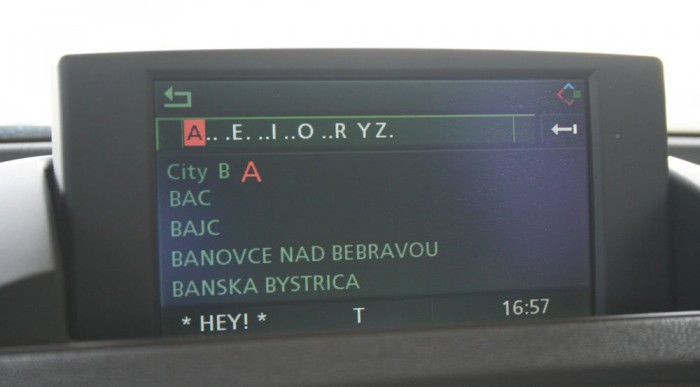 A.. .E. ..I ..O ..R YZ.
City B A
BAC
BAJC
BANOVCE NAD BEBRAVOU
BANSKA BYSTRICA
* HEY! * T 16:57